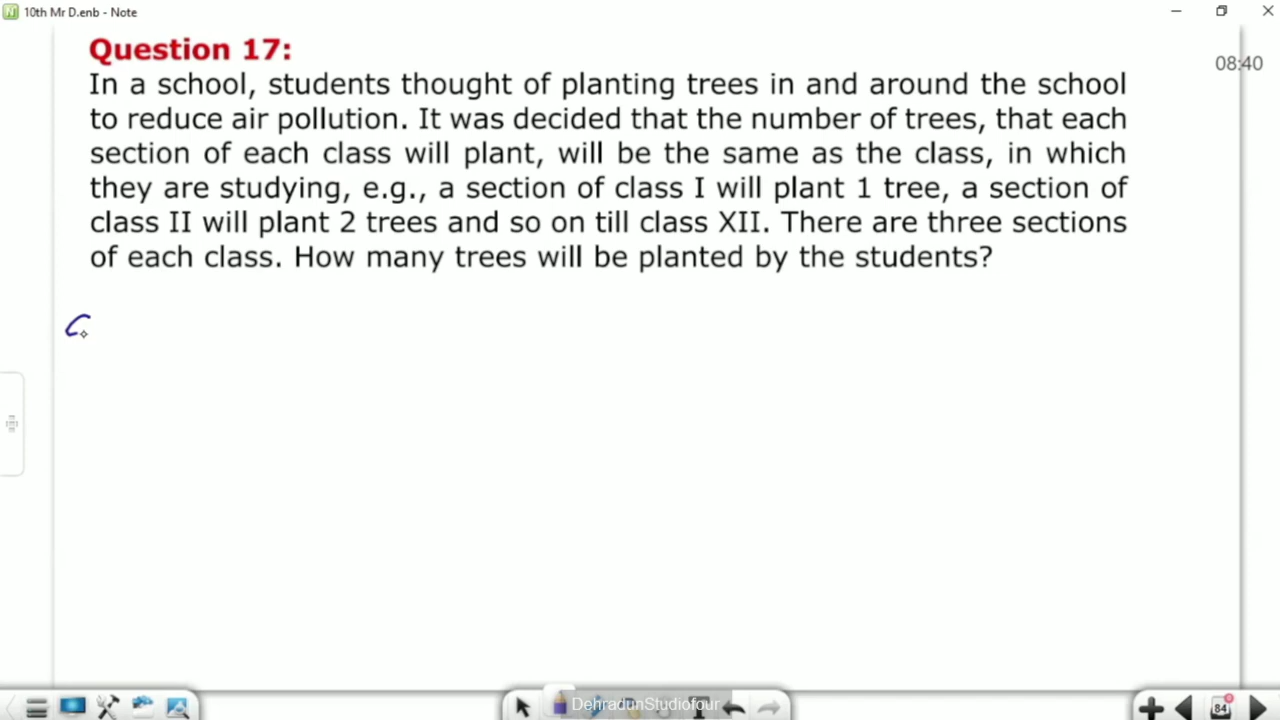 10th Mr D.enb - Note
Question 17:
08:40
In a school, students thought of planting trees in and around the school
to reduce air pollution. It was decided that the number of trees, that each
section of each class will plant, will be the same as the class, in which
they are studying, e.g., a section of class I will plant 1 tree, a section of
class II will plant 2 trees and so on till class XII. There are three sections
of each class. How many trees will be planted by the students?
DehradunStudiofour
84